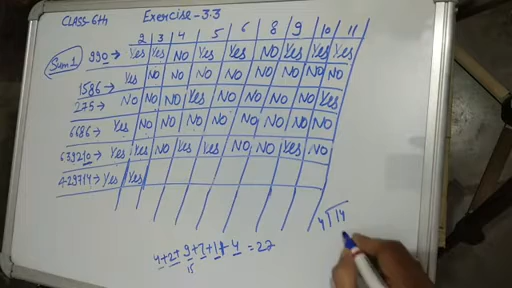 CLASS-6th Exercise-3.3
2 3 4 5 6 8 9 10 11
Sum 1
990→ Yes Yes NO Yes Yes NO Yes Yes Yes
1586→ Yes NO NO NO NO NO NO NO NO
275→ NO NO NO Yes NO NO NO NO Yes
6686→ Yes NO NO NO NO NO NO NO NO
639210→ Yes Yes NO Yes Yes NO NO Yes NO
429714→ Yes Yes
4 14
4+2+9+7+1+4=27
15